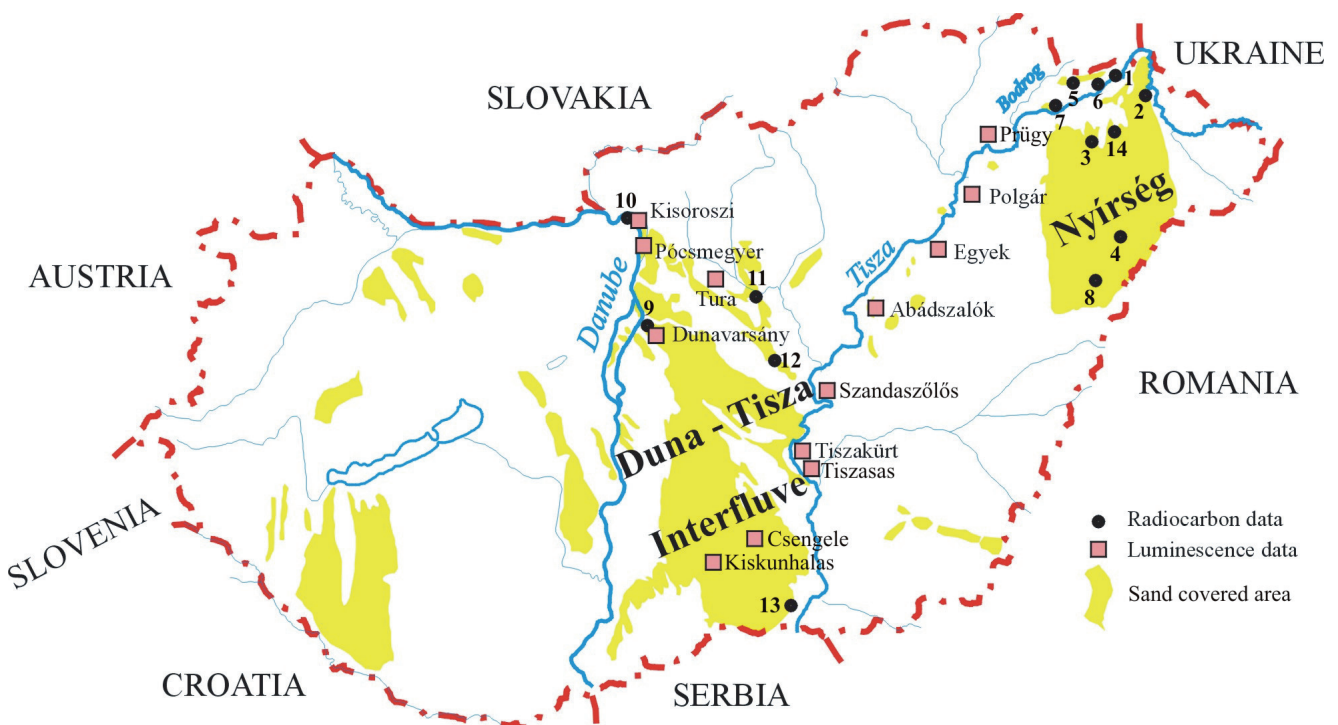 UKRAINE
SLOVAKIA
Bodrog
1
5
6
2
7
Prügy
3
14
Nyírség
Polgár
10
Kisoroszi
Pócsmegyer
Tisza
Egyek
4
AUSTRIA
Danube
Tura
11
8
Abádszalók
9
Dunavarsány
12
ROMANIA
Szandaszőlős
Duna - Tisza
Interfluve
Tiszakürt
Tiszasas
SLOVENIA
Csengele
Kiskunhalas
13
Radiocarbon data
Luminescence data
Sand covered area
CROATIA
SERBIA